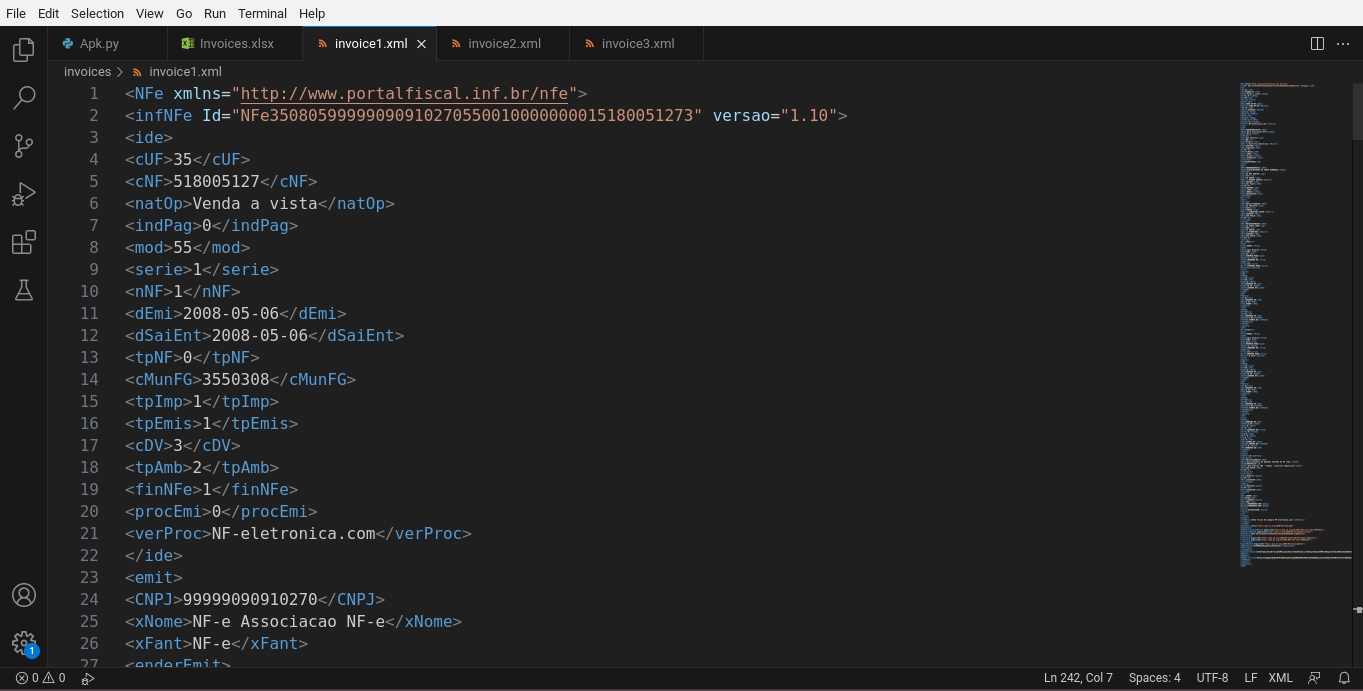 File Edit Selection View Go Run Terminal Help
Apk.py Invoices.xlsx invoice1.xml invoice2.xml invoice3.xml
invoices > invoice1.xml
1 <NFe xmlns="http://www.portalfiscal.inf.br/nfe">
2 <infNFe Id="NFe35080599999090910270550010000000015180051273" versao="1.10">
3 <ide>
4 <cUF>35</cUF>
5 <cNF>518005127</cNF>
6 <natOp>Venda a vista</natOp>
7 <indPag>0</indPag>
8 <mod>55</mod>
9 <serie>1</serie>
10 <nNF>1</nNF>
11 <dEmi>2008-05-06</dEmi>
12 <dSaiEnt>2008-05-06</dSaiEnt>
13 <tpNF>0</tpNF>
14 <cMunFG>3550308</cMunFG>
15 <tpImp>1</tpImp>
16 <tpEmis>1</tpEmis>
17 <cDV>3</cDV>
18 <tpAmb>2</tpAmb>
19 <finNFe>1</finNFe>
20 <procEmi>0</procEmi>
21 <verProc>NF-eletronica.com</verProc>
22 </ide>
23 <emit>
24 <CNPJ>99999090910270</CNPJ>
25 <xNome>NF-e Associacao NF-e</xNome>
26 <xFant>NF-e</xFant>
27 <enderEmit>
1
0 0 Ln 242, Col 7 Spaces: 4 UTF-8 LF XML